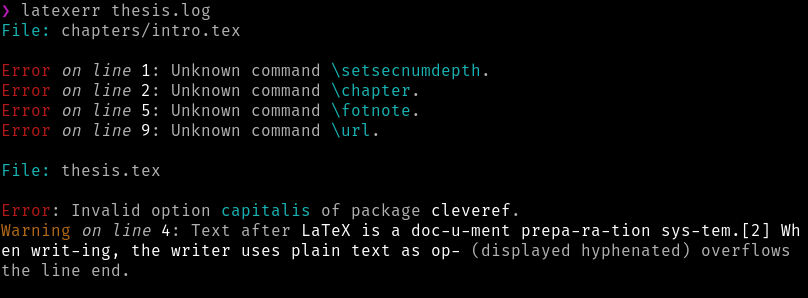 ❯ latexerr thesis.log
File: chapters/intro.tex
Error on line 1: Unknown command \setsecnumdepth.
Error on line 2: Unknown command \chapter.
Error on line 5: Unknown command \fotnote.
Error on line 9: Unknown command \url.
File: thesis.tex
Error: Invalid option capitalis of package cleveref.
Warning on line 4: Text after LaTeX is a doc-u-ment prepa-ra-tion sys-tem.[2] Wh
en writ-ing, the writer uses plain text as op- (displayed hyphenated) overflows
the line end.